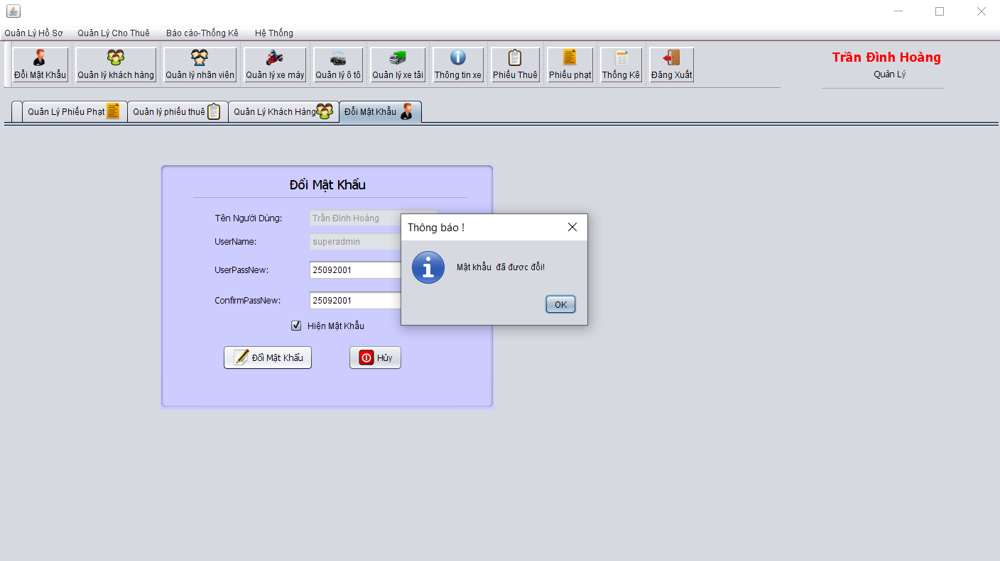 Quản Lý Hồ Sơ Quản Lý Cho Thuê Báo cáo-Thống Kê Hệ Thống
Đổi Mật Khẩu Quản lý khách hàng Quản lý nhân viên Quản lý xe máy Quản lý ô tô Quản lý xe tải Thông tin xe Phiếu Thuê Phiếu phạt Thống Kê Đăng Xuất
Trần Đình Hoàng
Quản Lý
Quản Lý Phiếu Phạt Quản lý phiếu thuê Quản Lý Khách Hàng Đổi Mật Khẩu
Đổi Mật Khẩu
Tên Người Dùng: Trần Đình Hoàng
UserName: superadmin
UserPassNew: 25092001
ConfirmPassNew: 25092001
Hiện Mật Khẩu
Đổi Mật Khẩu Hủy
Thông báo !
Mật khẩu đã đươc đổi!
OK